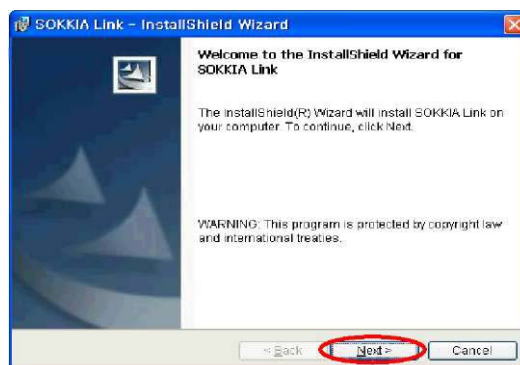 SOKKIA Link - InstallShield Wizard
Welcome to the InstallShield Wizard for
SOKKIA Link
The InstallShield(R) Wizard will install SOKKIA Link on
your computer. To continue, click Next.
WARNING: This program is protected by copyright law
and international treaties.
< Back Next > Cancel